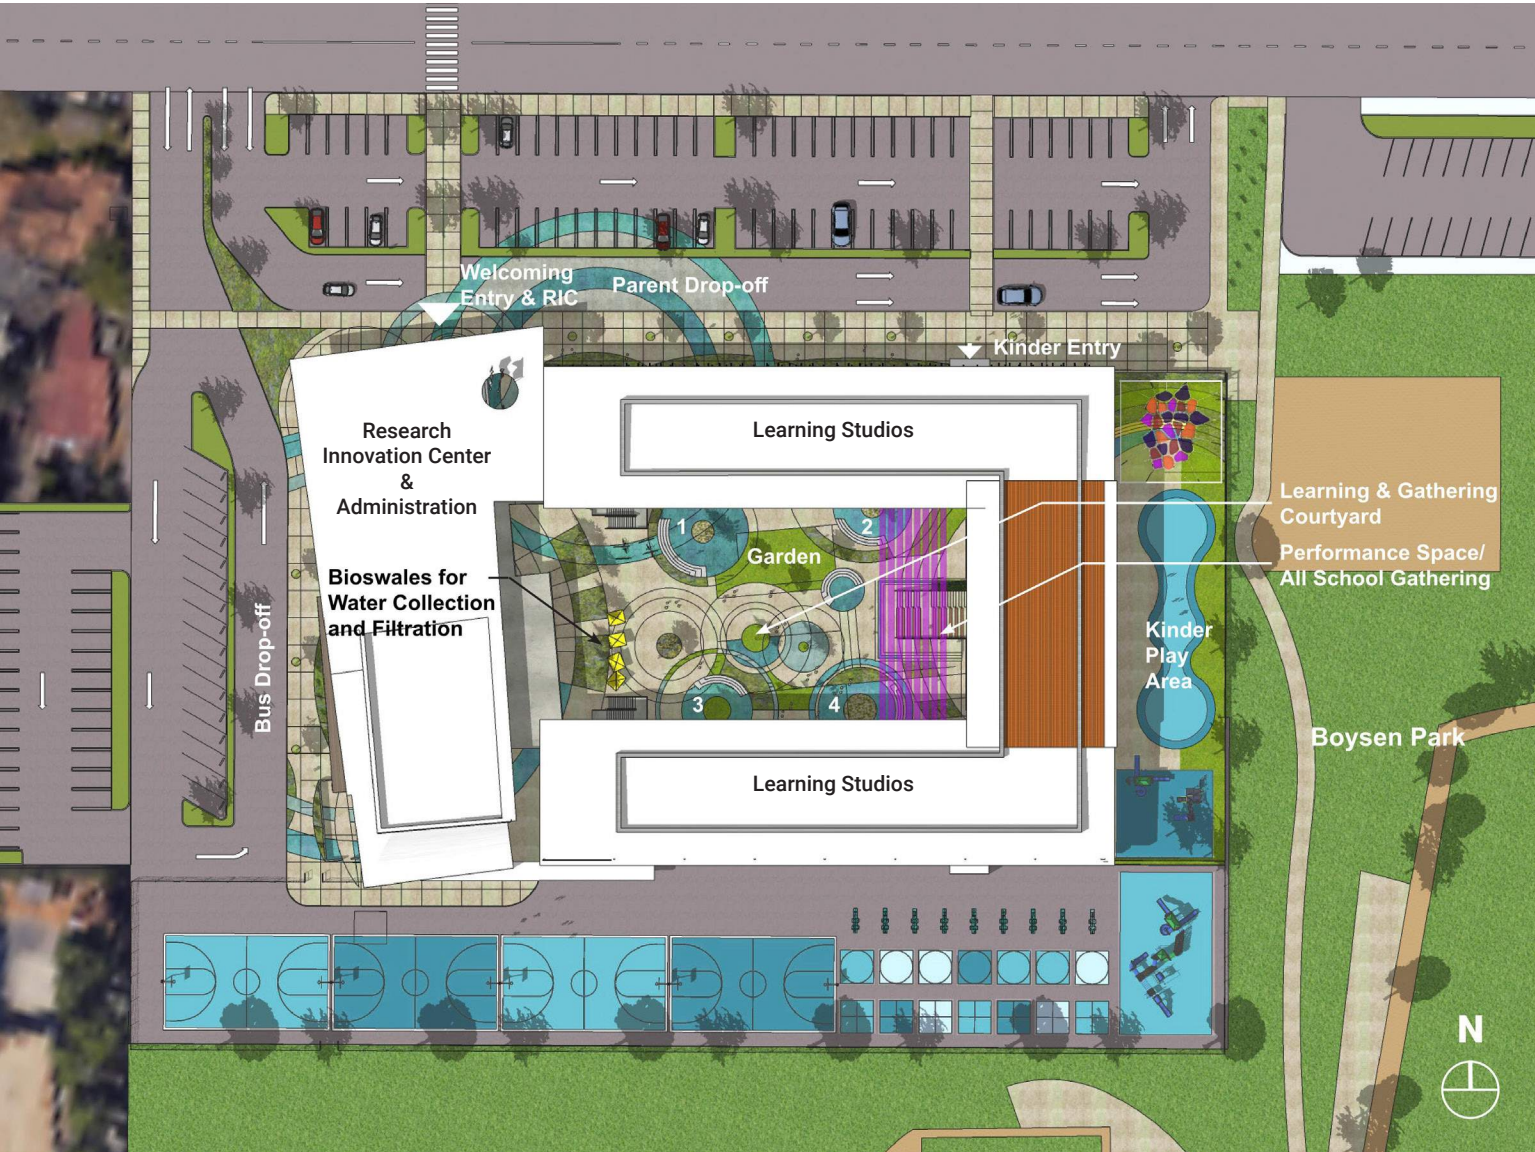 Welcoming
Entry & RIC
Parent Drop-off
Kinder Entry
Research
Innovation Center
&
Administration
Learning Studios
Learning & Gathering
Courtyard
1
2
Garden
Performance Space/
All School Gathering
Bioswales for
Water Collection
and Filtration
Kinder
Play
Area
Bus Drop-off
3
4
Boysen Park
Learning Studios
N